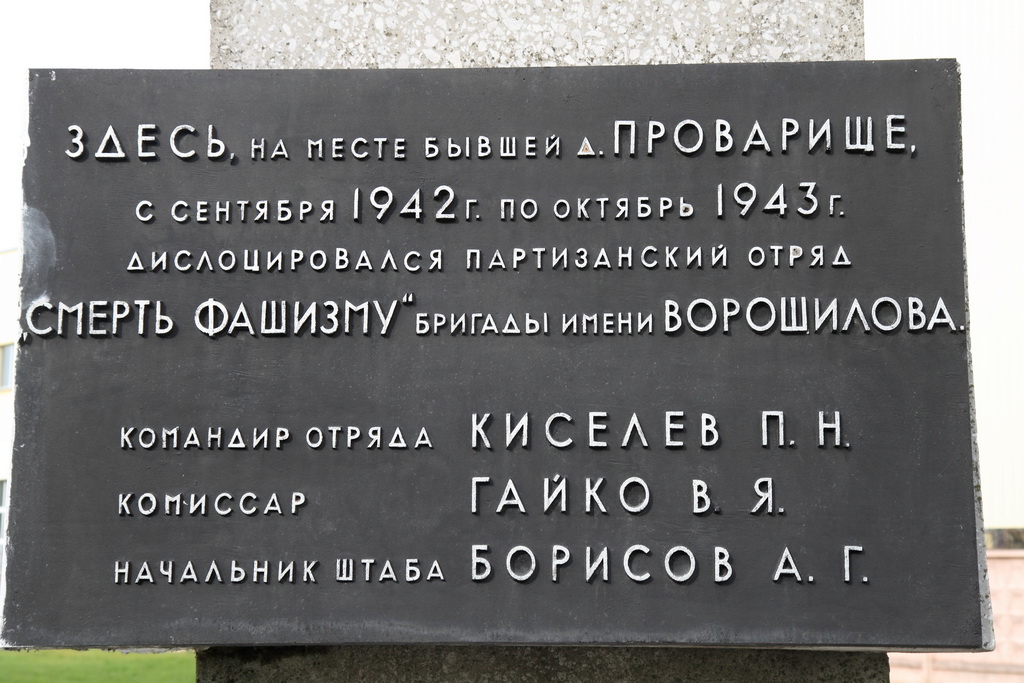 ЗДЕСЬ, НА МЕСТЕ БЫВШЕЙ Д. ПРОВАРИЩЕ,
С СЕНТЯБРЯ 1942 Г. ПО ОКТЯБРЬ 1943 Г.
ДИСЛОЦИРОВАЛСЯ ПАРТИЗАНСКИЙ ОТРЯД
„СМЕРТЬ ФАШИЗМУ“ БРИГАДЫ ИМЕНИ ВОРОШИЛОВА.
КОМАНДИР ОТРЯДА КИСЕЛЕВ П. Н.
КОМИССАР ГАЙКО В. Я.
НАЧАЛЬНИК ШТАБА БОРИСОВ А. Г.